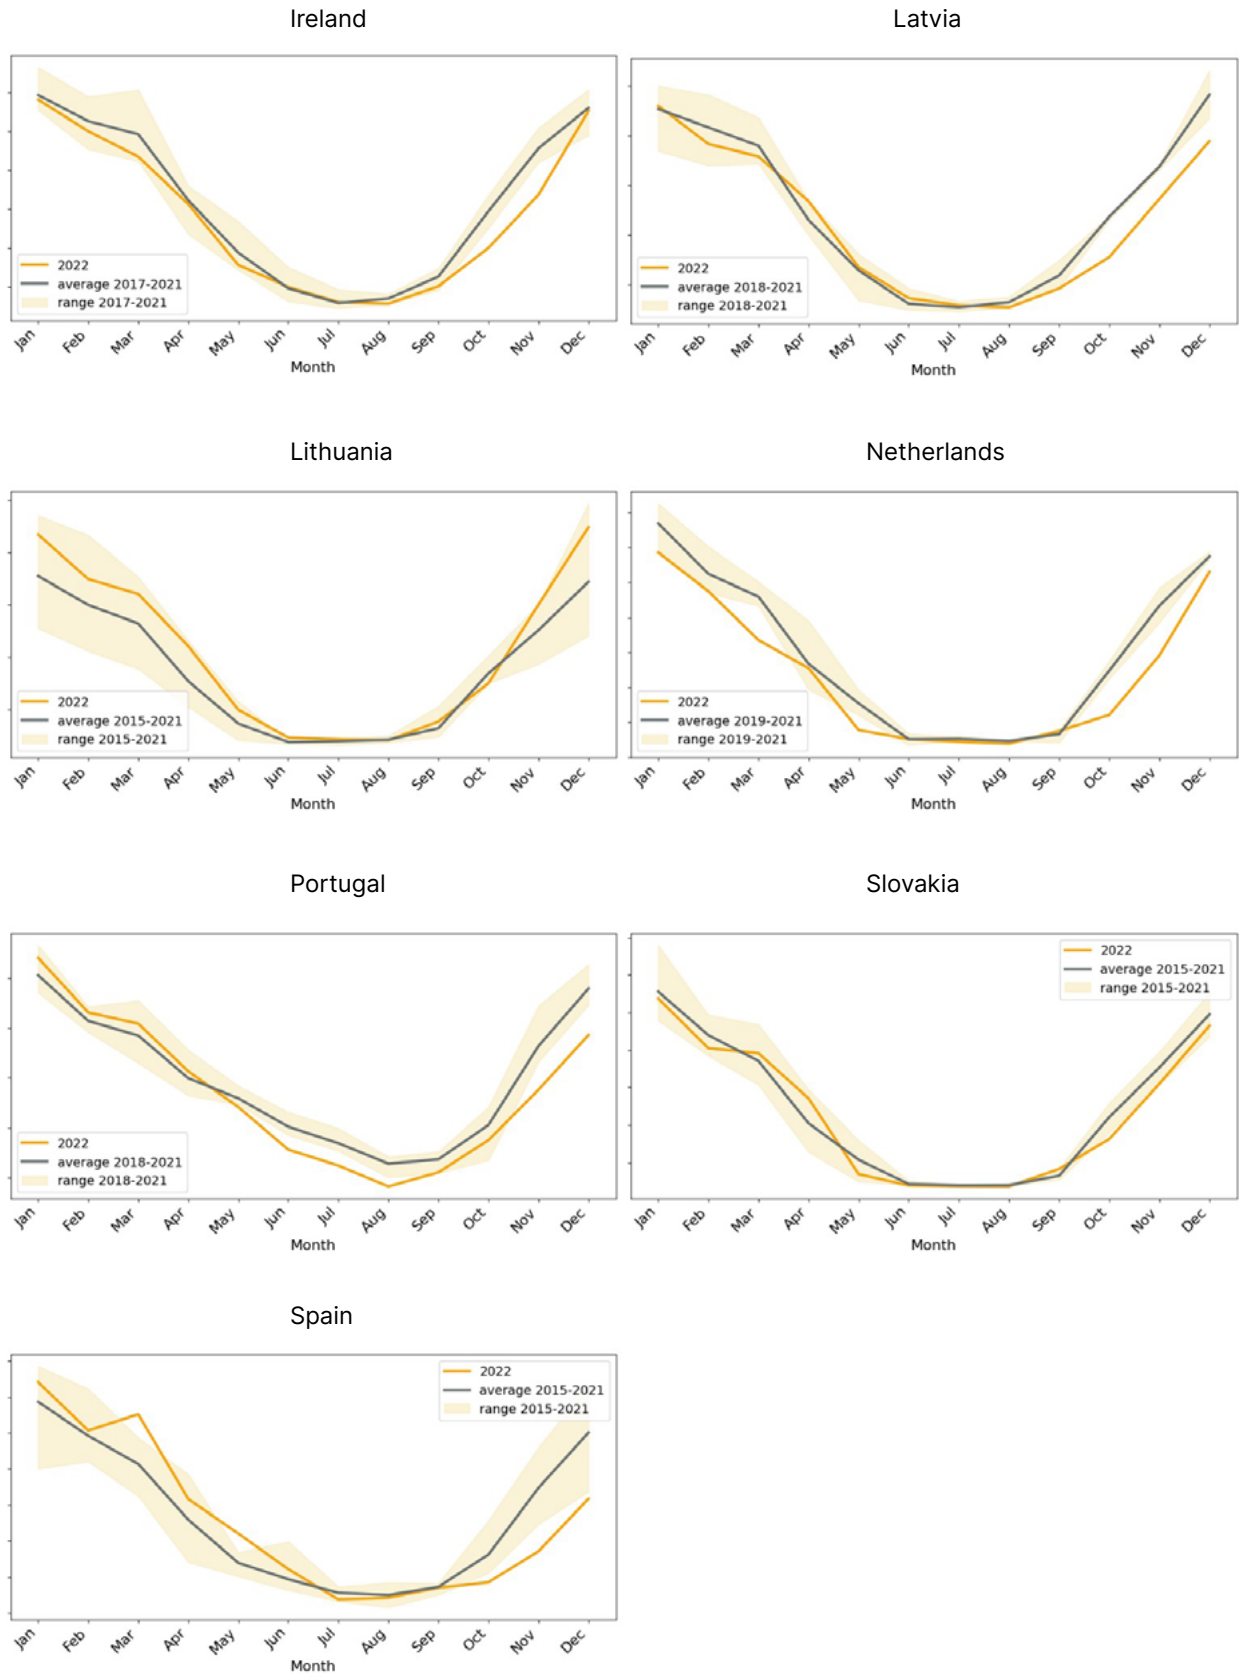 Ireland
2022
average 2017-2021
range 2017-2021
Jan Feb Mar Apr May Jun Jul Aug Sep Oct Nov Dec
Month
Latvia
2022
average 2018-2021
range 2018-2021
Jan Feb Mar Apr May Jun Jul Aug Sep Oct Nov Dec
Month
Lithuania
2022
average 2015-2021
range 2015-2021
Jan Feb Mar Apr May Jun Jul Aug Sep Oct Nov Dec
Month
Netherlands
2022
average 2019-2021
range 2019-2021
Jan Feb Mar Apr May Jun Jul Aug Sep Oct Nov Dec
Month
Portugal
2022
average 2018-2021
range 2018-2021
Jan Feb Mar Apr May Jun Jul Aug Sep Oct Nov Dec
Month
Slovakia
2022
average 2015-2021
range 2015-2021
Jan Feb Mar Apr May Jun Jul Aug Sep Oct Nov Dec
Month
Spain
2022
average 2015-2021
range 2015-2021
Jan Feb Mar Apr May Jun Jul Aug Sep Oct Nov Dec
Month